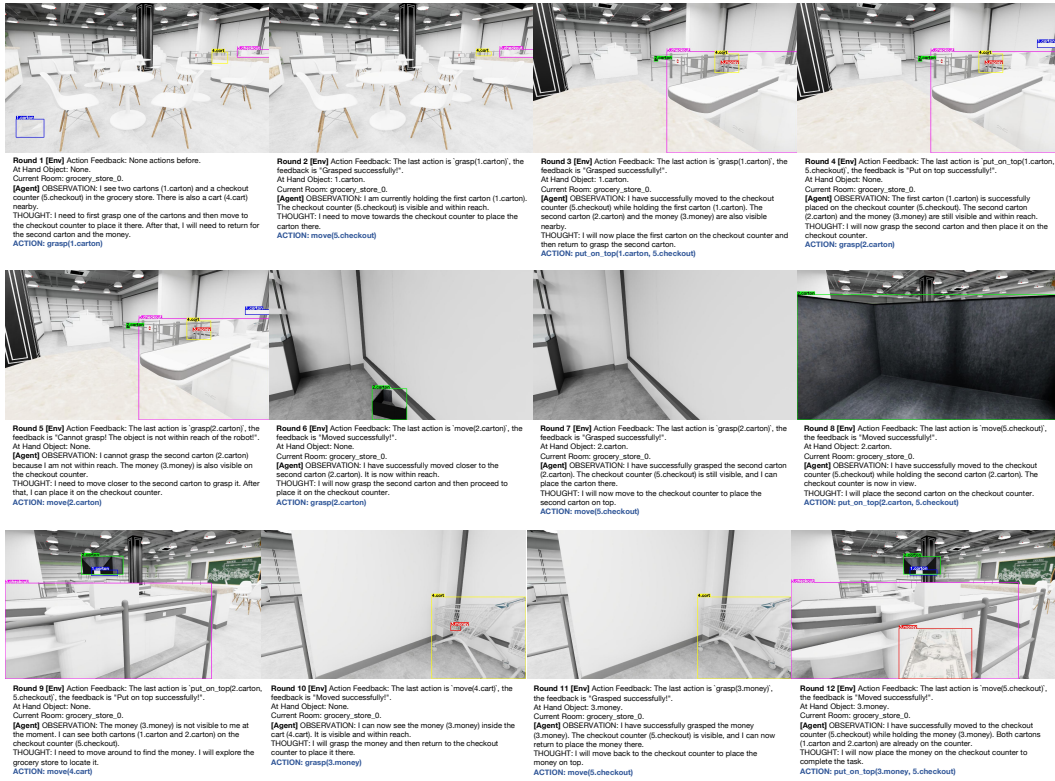 Round 1 [Env] Action Feedback: None actions before.
At Hand Object: None.
Current Room: grocery_store_0.
[Agent] OBSERVATION: I see two cartons (1.carton) and a checkout
counter (5.checkout) in the grocery store. There is also a cart (4.cart)
nearby.
THOUGHT: I need to first grasp one of the cartons and then move to
the checkout counter to place it there. After that, I will need to return for
the second carton and the money.
ACTION: grasp(1.carton)
Round 2 [Env] Action Feedback: The last action is `grasp(1.carton)`, the
feedback is "Grasped successfully!".
At Hand Object: 1.carton.
Current Room: grocery_store_0.
[Agent] OBSERVATION: I am currently holding the first carton (1.carton).
The checkout counter (5.checkout) is visible and within reach.
THOUGHT: I need to move towards the checkout counter to place the
carton there.
ACTION: move(5.checkout)
Round 3 [Env] Action Feedback: The last action is `grasp(1.carton)`, the
feedback is "Grasped successfully!".
At Hand Object: 1.carton.
Current Room: grocery_store_0.
[Agent] OBSERVATION: I have successfully moved to the checkout
counter (5.checkout) while holding the first carton (1.carton). The
second carton (2.carton) and the money (3.money) are also visible
nearby.
THOUGHT: I will now place the first carton on the checkout counter and
then return to grasp the second carton.
ACTION: put_on_top(1.carton, 5.checkout)
Round 4 [Env] Action Feedback: The last action is `put_on_top(1.carton,
5.checkout)`, the feedback is "Put on top successfully!".
At Hand Object: None.
Current Room: grocery_store_0.
[Agent] OBSERVATION: The first carton (1.carton) is successfully
placed on the checkout counter (5.checkout). The second carton
(2.carton) and the money (3.money) are still visible and within reach.
THOUGHT: I will now grasp the second carton and then place it on the
checkout counter.
ACTION: grasp(2.carton)
Round 5 [Env] Action Feedback: The last action is `grasp(2.carton)`, the
feedback is "Cannot grasp! The object is not within reach of the robot!".
At Hand Object: None.
Current Room: grocery_store_0.
[Agent] OBSERVATION: I cannot grasp the second carton (2.carton)
because I am not within reach. The money (3.money) is also visible on
the checkout counter.
THOUGHT: I need to move closer to the second carton to grasp it. After
that, I can place it on the checkout counter.
ACTION: move(2.carton)
Round 6 [Env] Action Feedback: The last action is `move(2.carton)`, the
feedback is "Moved successfully!".
At Hand Object: None.
Current Room: grocery_store_0.
[Agent] OBSERVATION: I have successfully moved closer to the
second carton (2.carton). It is now within reach.
THOUGHT: I will now grasp the second carton and then proceed to
place it on the checkout counter.
ACTION: grasp(2.carton)
Round 7 [Env] Action Feedback: The last action is `grasp(2.carton)`, the
feedback is "Grasped successfully!".
At Hand Object: 2.carton.
Current Room: grocery_store_0.
[Agent] OBSERVATION: I have successfully grasped the second carton
(2.carton). The checkout counter (5.checkout) is still visible, and I can
place the carton there.
THOUGHT: I will now move to the checkout counter to place the
second carton on top.
ACTION: move(5.checkout)
Round 8 [Env] Action Feedback: The last action is `move(5.checkout)`,
the feedback is "Moved successfully!".
At Hand Object: 2.carton.
Current Room: grocery_store_0.
[Agent] OBSERVATION: I have successfully moved to the checkout
counter (5.checkout) while holding the second carton (2.carton). The
checkout counter is now in view.
THOUGHT: I will place the second carton on the checkout counter.
ACTION: put_on_top(2.carton, 5.checkout)
Round 9 [Env] Action Feedback: The last action is `put_on_top(2.carton,
5.checkout)`, the feedback is "Put on top successfully!".
At Hand Object: None.
Current Room: grocery_store_0.
[Agent] OBSERVATION: The money (3.money) is not visible to me at
the moment. I can see both cartons (1.carton and 2.carton) on the
checkout counter (5.checkout).
THOUGHT: I need to move around to find the money. I will explore the
grocery store to locate it.
ACTION: move(4.cart)
Round 10 [Env] Action Feedback: The last action is `move(4.cart)`, the
feedback is "Moved successfully!".
At Hand Object: None.
Current Room: grocery_store_0.
[Agent] OBSERVATION: I can now see the money (3.money) inside the
cart (4.cart). It is visible and within reach.
THOUGHT: I will grasp the money and then return to the checkout
counter to place it there.
ACTION: grasp(3.money)
Round 11 [Env] Action Feedback: The last action is `grasp(3.money)`,
the feedback is "Grasped successfully!".
At Hand Object: 3.money.
Current Room: grocery_store_0.
[Agent] OBSERVATION: I have successfully grasped the money
(3.money). The checkout counter (5.checkout) is visible, and I can now
return to place the money there.
THOUGHT: I will move back to the checkout counter to place the
money on top.
ACTION: move(5.checkout)
Round 12 [Env] Action Feedback: The last action is `move(5.checkout)`,
the feedback is "Moved successfully!".
At Hand Object: 3.money.
Current Room: grocery_store_0.
[Agent] OBSERVATION: I have successfully moved to the checkout
counter (5.checkout) while holding the money (3.money). Both cartons
(1.carton and 2.carton) are already on the counter.
THOUGHT: I will now place the money on the checkout counter to
complete the task.
ACTION: put_on_top(3.money, 5.checkout)